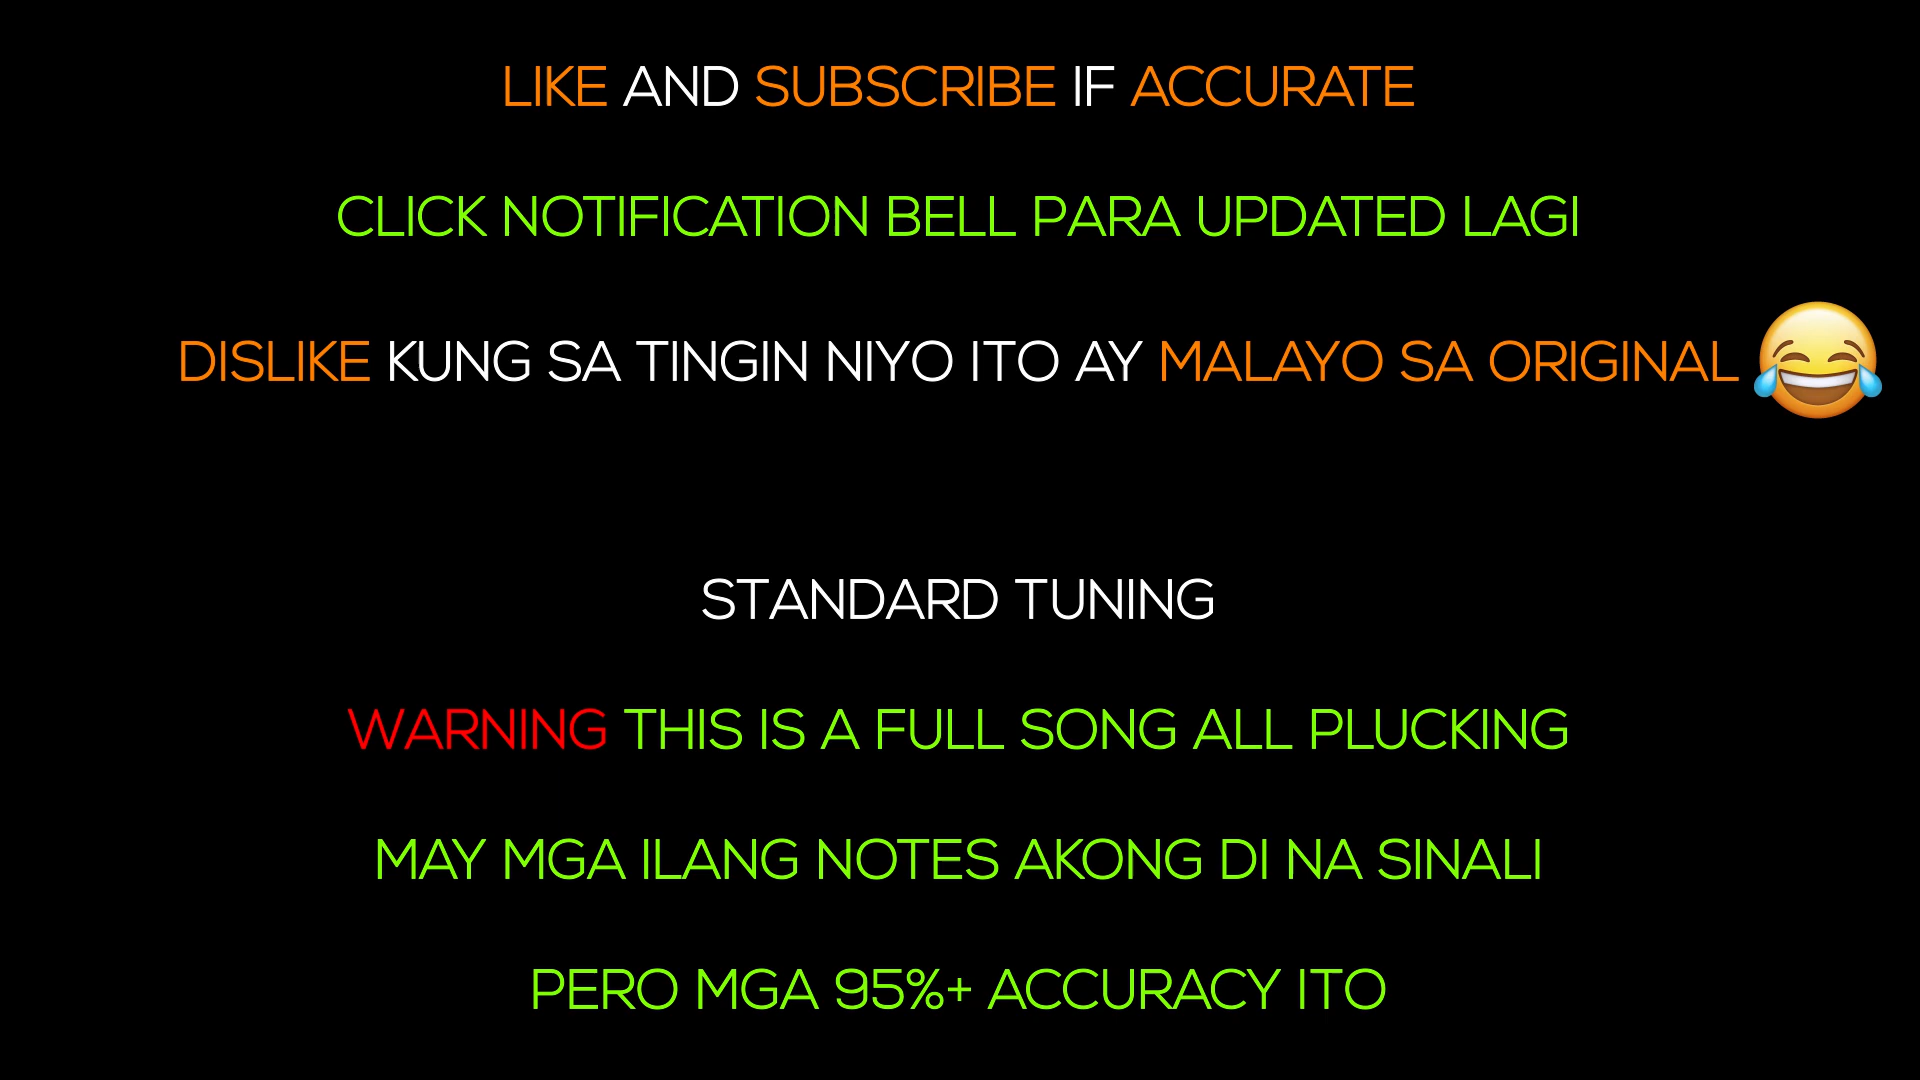 LIKE AND SUBSCRIBE IF ACCURATE
CLICK NOTIFICATION BELL PARA UPDATED LAGI
DISLIKE KUNG SA TINGIN NIYO ITO AY MALAYO SA ORIGINAL 😂
STANDARD TUNING
WARNING THIS IS A FULL SONG ALL PLUCKING
MAY MGA ILANG NOTES AKONG DI NA SINALI
PERO MGA 95%+ ACCURACY ITO